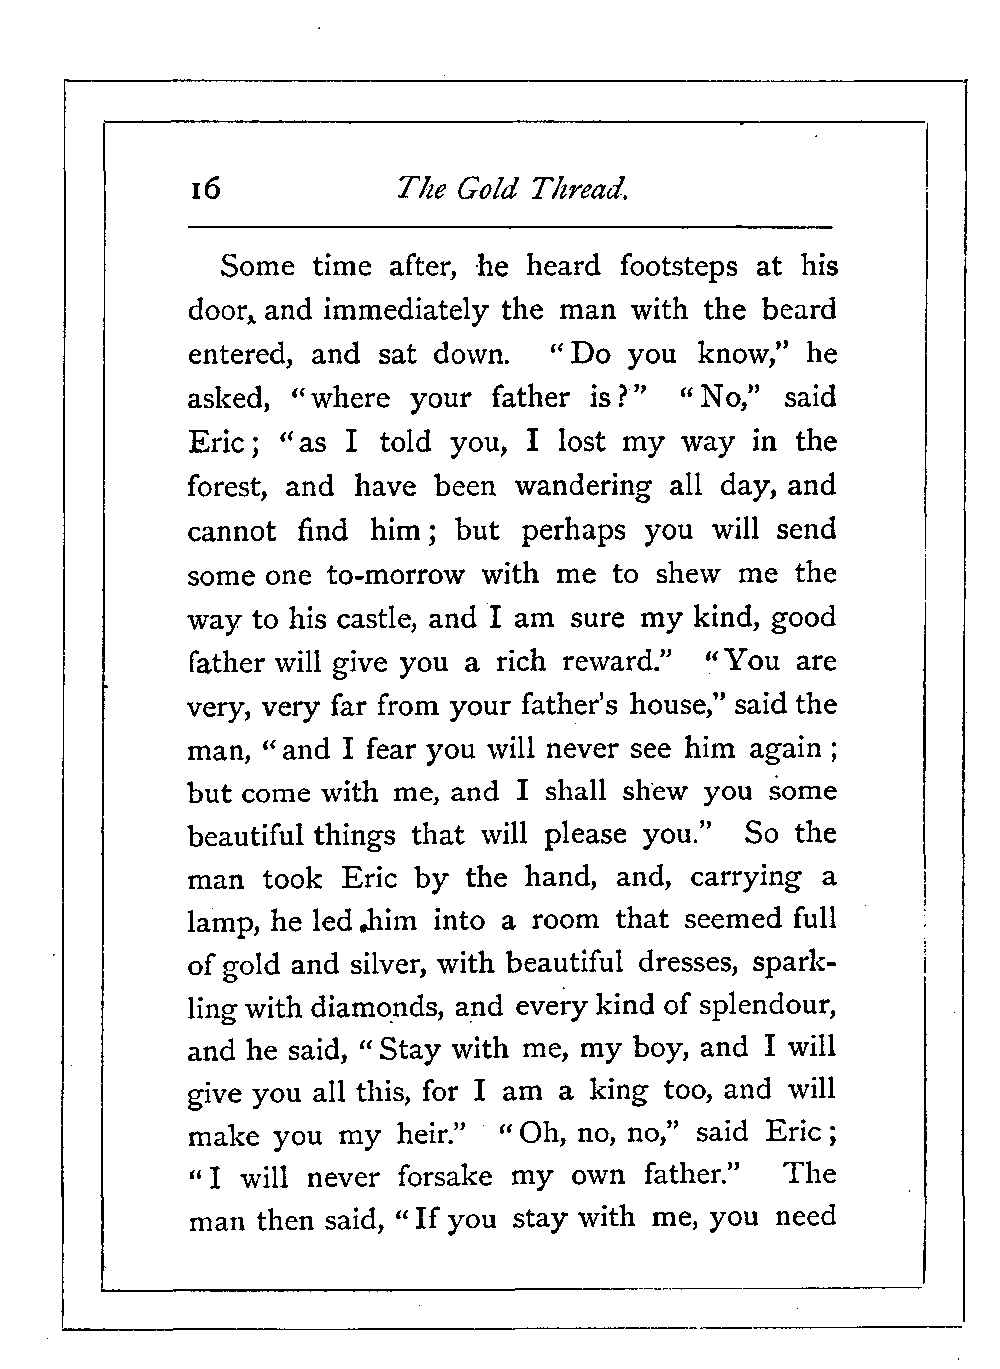 16 The Gold Thread.
Some time after, he heard footsteps at his
door, and immediately the man with the beard
entered, and sat down. “Do you know,” he
asked, “where your father is?” “No,” said
Eric; “as I told you, I lost my way in the
forest, and have been wandering all day, and
cannot find him; but perhaps you will send
some one to-morrow with me to shew me the
way to his castle, and I am sure my kind, good
father will give you a rich reward.” “You are
very, very far from your father's house,” said the
man, “and I fear you will never see him again;
but come with me, and I shall shew you some
beautiful things that will please you.” So the
man took Eric by the hand, and, carrying a
lamp, he led him into a room that seemed full
of gold and silver, with beautiful dresses, spark-
ling with diamonds, and every kind of splendour,
and he said, “Stay with me, my boy, and I will
give you all this, for I am a king too, and will
make you my heir.” “Oh, no, no,” said Eric;
“I will never forsake my own father.” The
man then said, “If you stay with me, you need